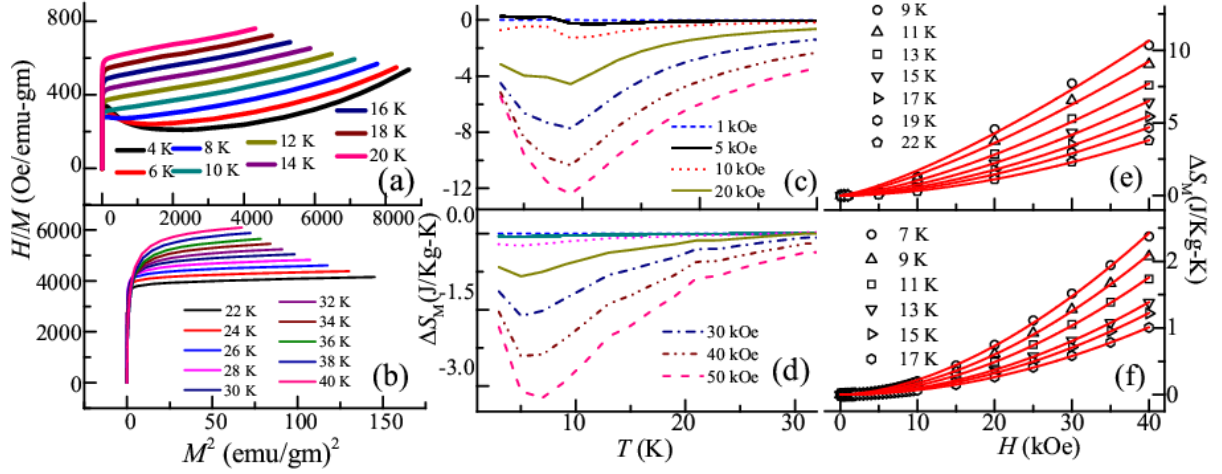 (a)
H/M (Oe/emu-gm)
800
400
0
4 K
6 K
8 K
10 K
12 K
14 K
16 K
18 K
20 K
0 2000 4000 6000 8000
(b)
6000
4000
2000
0
22 K
24 K
26 K
28 K
30 K
32 K
34 K
36 K
38 K
40 K
0 50 100 150
M² (emu/gm)²
(c)
0
-4
-8
-12
1 kOe
5 kOe
10 kOe
20 kOe
ΔS_M (J/Kg-K)
(d)
0.0
-1.5
-3.0
30 kOe
40 kOe
50 kOe
10 20 30
T (K)
(e)
9 K
11 K
13 K
15 K
17 K
19 K
22 K
10
5
0
ΔS_M (J/Kg-K)
(f)
7 K
9 K
11 K
13 K
15 K
17 K
2
1
0
0 10 20 30 40
H (kOe)